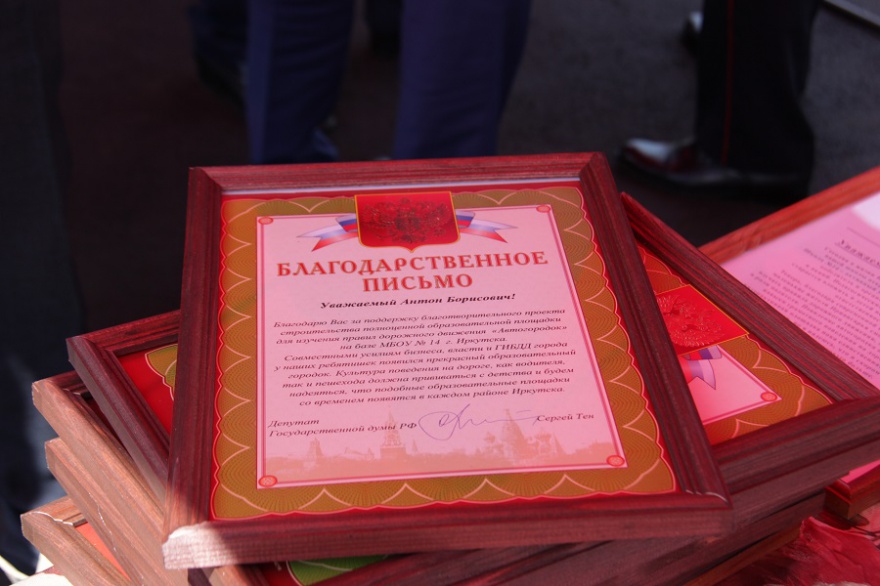 БЛАГОДАРСТВЕННОЕ
ПИСЬМО
Уважаемый Антон Борисович!
Благодарю Вас за поддержку благотворительного проекта
строительства полноценной образовательной площадки
для изучения правил дорожного движения «Автогородок»
на базе МБОУ № 14 г. Иркутска.
Совместными усилиям бизнеса, власти и ГИБДД города
у наших ребятишек появился прекрасный образовательный
городок. Культура поведения на дороге, как водителя,
так и пешехода должна прививаться с детства и будем
надеяться, что подобные образовательные площадки
со временем появятся в каждом районе Иркутска.
Депутат
Государственной думы РФ Сергей Тен